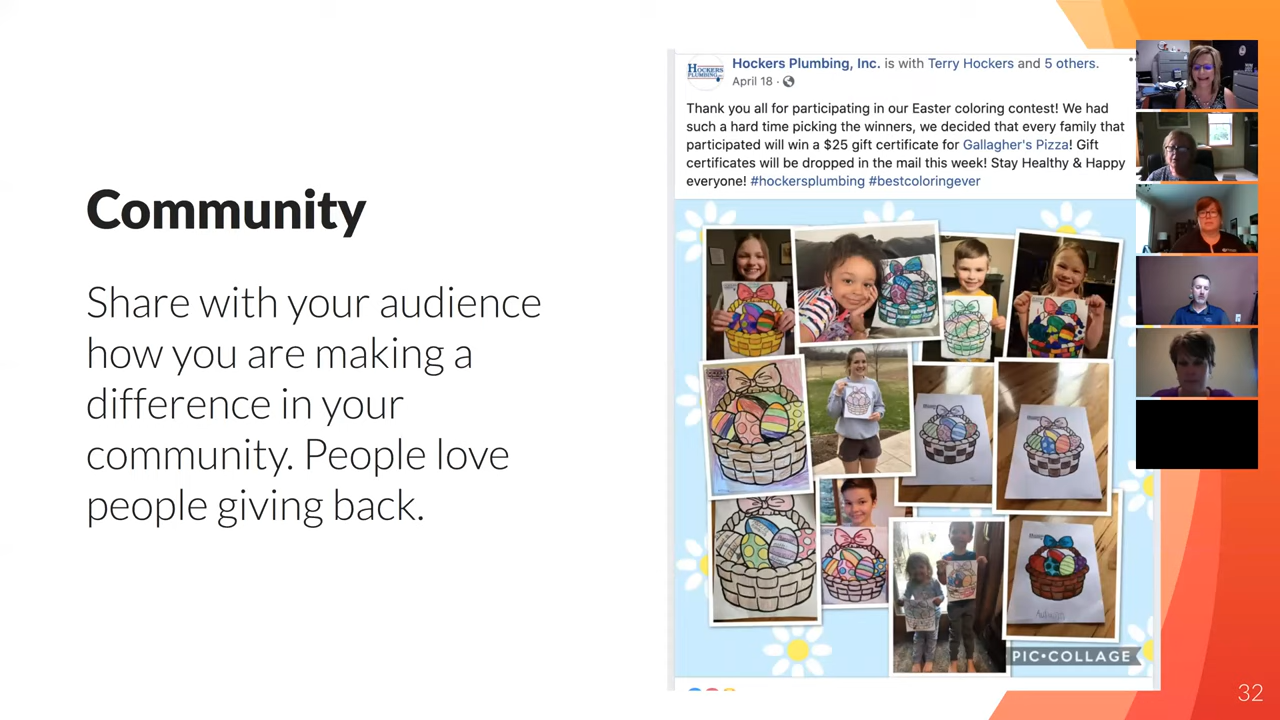 Community
Share with your audience
how you are making a
difference in your
community. People love
people giving back.
HOCKERS
PLUMBING
Hockers Plumbing, Inc. is with Terry Hockers and 5 others.
April 18 ·
Thank you all for participating in our Easter coloring contest! We had
such a hard time picking the winners, we decided that every family that
participated will win a $25 gift certificate for Gallagher's Pizza! Gift
certificates will be dropped in the mail this week! Stay Healthy & Happy
everyone! #hockersplumbing #bestcoloringever
PIC•COLLAGE
32